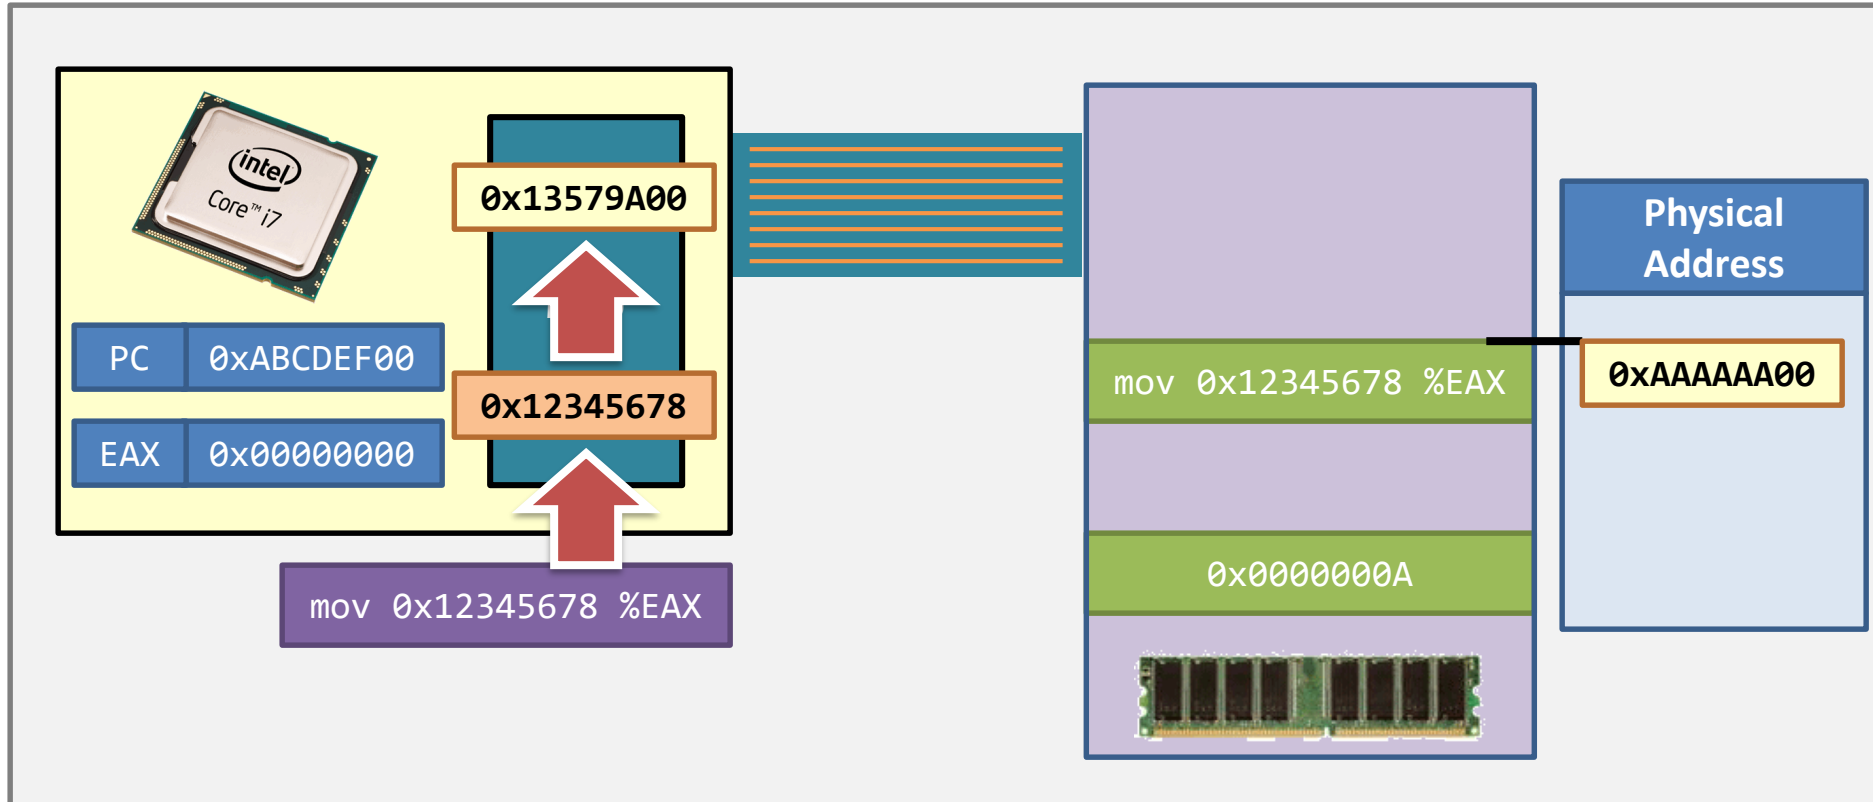 intel
Core™ i7
0x13579A00
PC 0xABCDEF00
0x12345678
EAX 0x00000000
mov 0x12345678 %EAX
mov 0x12345678 %EAX
0x0000000A
Physical
Address
0xAAAAAA00